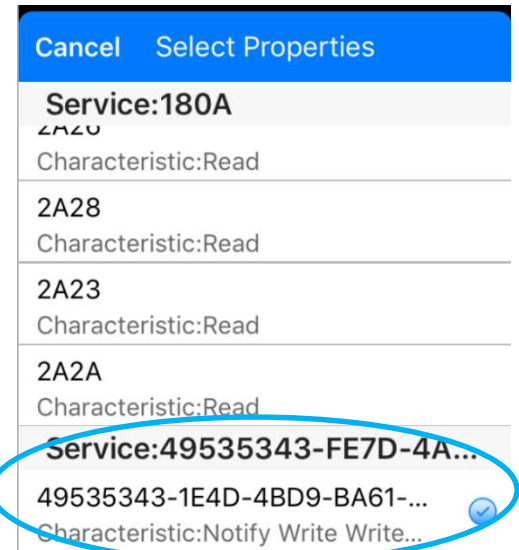 Cancel Select Properties
Service:180A
2A26
Characteristic:Read
2A28
Characteristic:Read
2A23
Characteristic:Read
2A2A
Characteristic:Read
Service:49535343-FE7D-4A...
49535343-1E4D-4BD9-BA61-...
Characteristic:Notify Write Write...